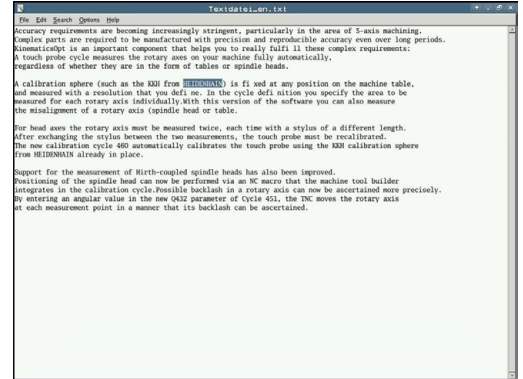 Textdatei_en.txt
File Edit Search Options Help
Accuracy requirements are becoming increasingly stringent, particularly in the area of 5-axis machining.
Complex parts are required to be manufactured with precision and reproducible accuracy even over long periods.
KinematicsOpt is an important component that helps you to really fulfi ll these complex requirements:
A touch probe cycle measures the rotary axes on your machine fully automatically,
regardless of whether they are in the form of tables or spindle heads.
A calibration sphere (such as the KKH from HEIDENHAIN) is fi xed at any position on the machine table,
and measured with a resolution that you defi ne. In the cycle defi nition you specify the area to be
measured for each rotary axis individually.With this version of the software you can also measure
the misalignment of a rotary axis (spindle head or table.
For head axes the rotary axis must be measured twice, each time with a stylus of a different length.
After exchanging the stylus between the two measurements, the touch probe must be recalibrated.
The new calibration cycle 460 automatically calibrates the touch probe using the KKH calibration sphere
from HEIDENHAIN already in place.
Support for the measurement of Hirth-coupled spindle heads has also been improved.
Positioning of the spindle head can now be performed via an NC macro that the machine tool builder
integrates in the calibration cycle.Possible backlash in a rotary axis can now be ascertained more precisely.
By entering an angular value in the new Q432 parameter of Cycle 451, the TNC moves the rotary axis
at each measurement point in a manner that its backlash can be ascertained.